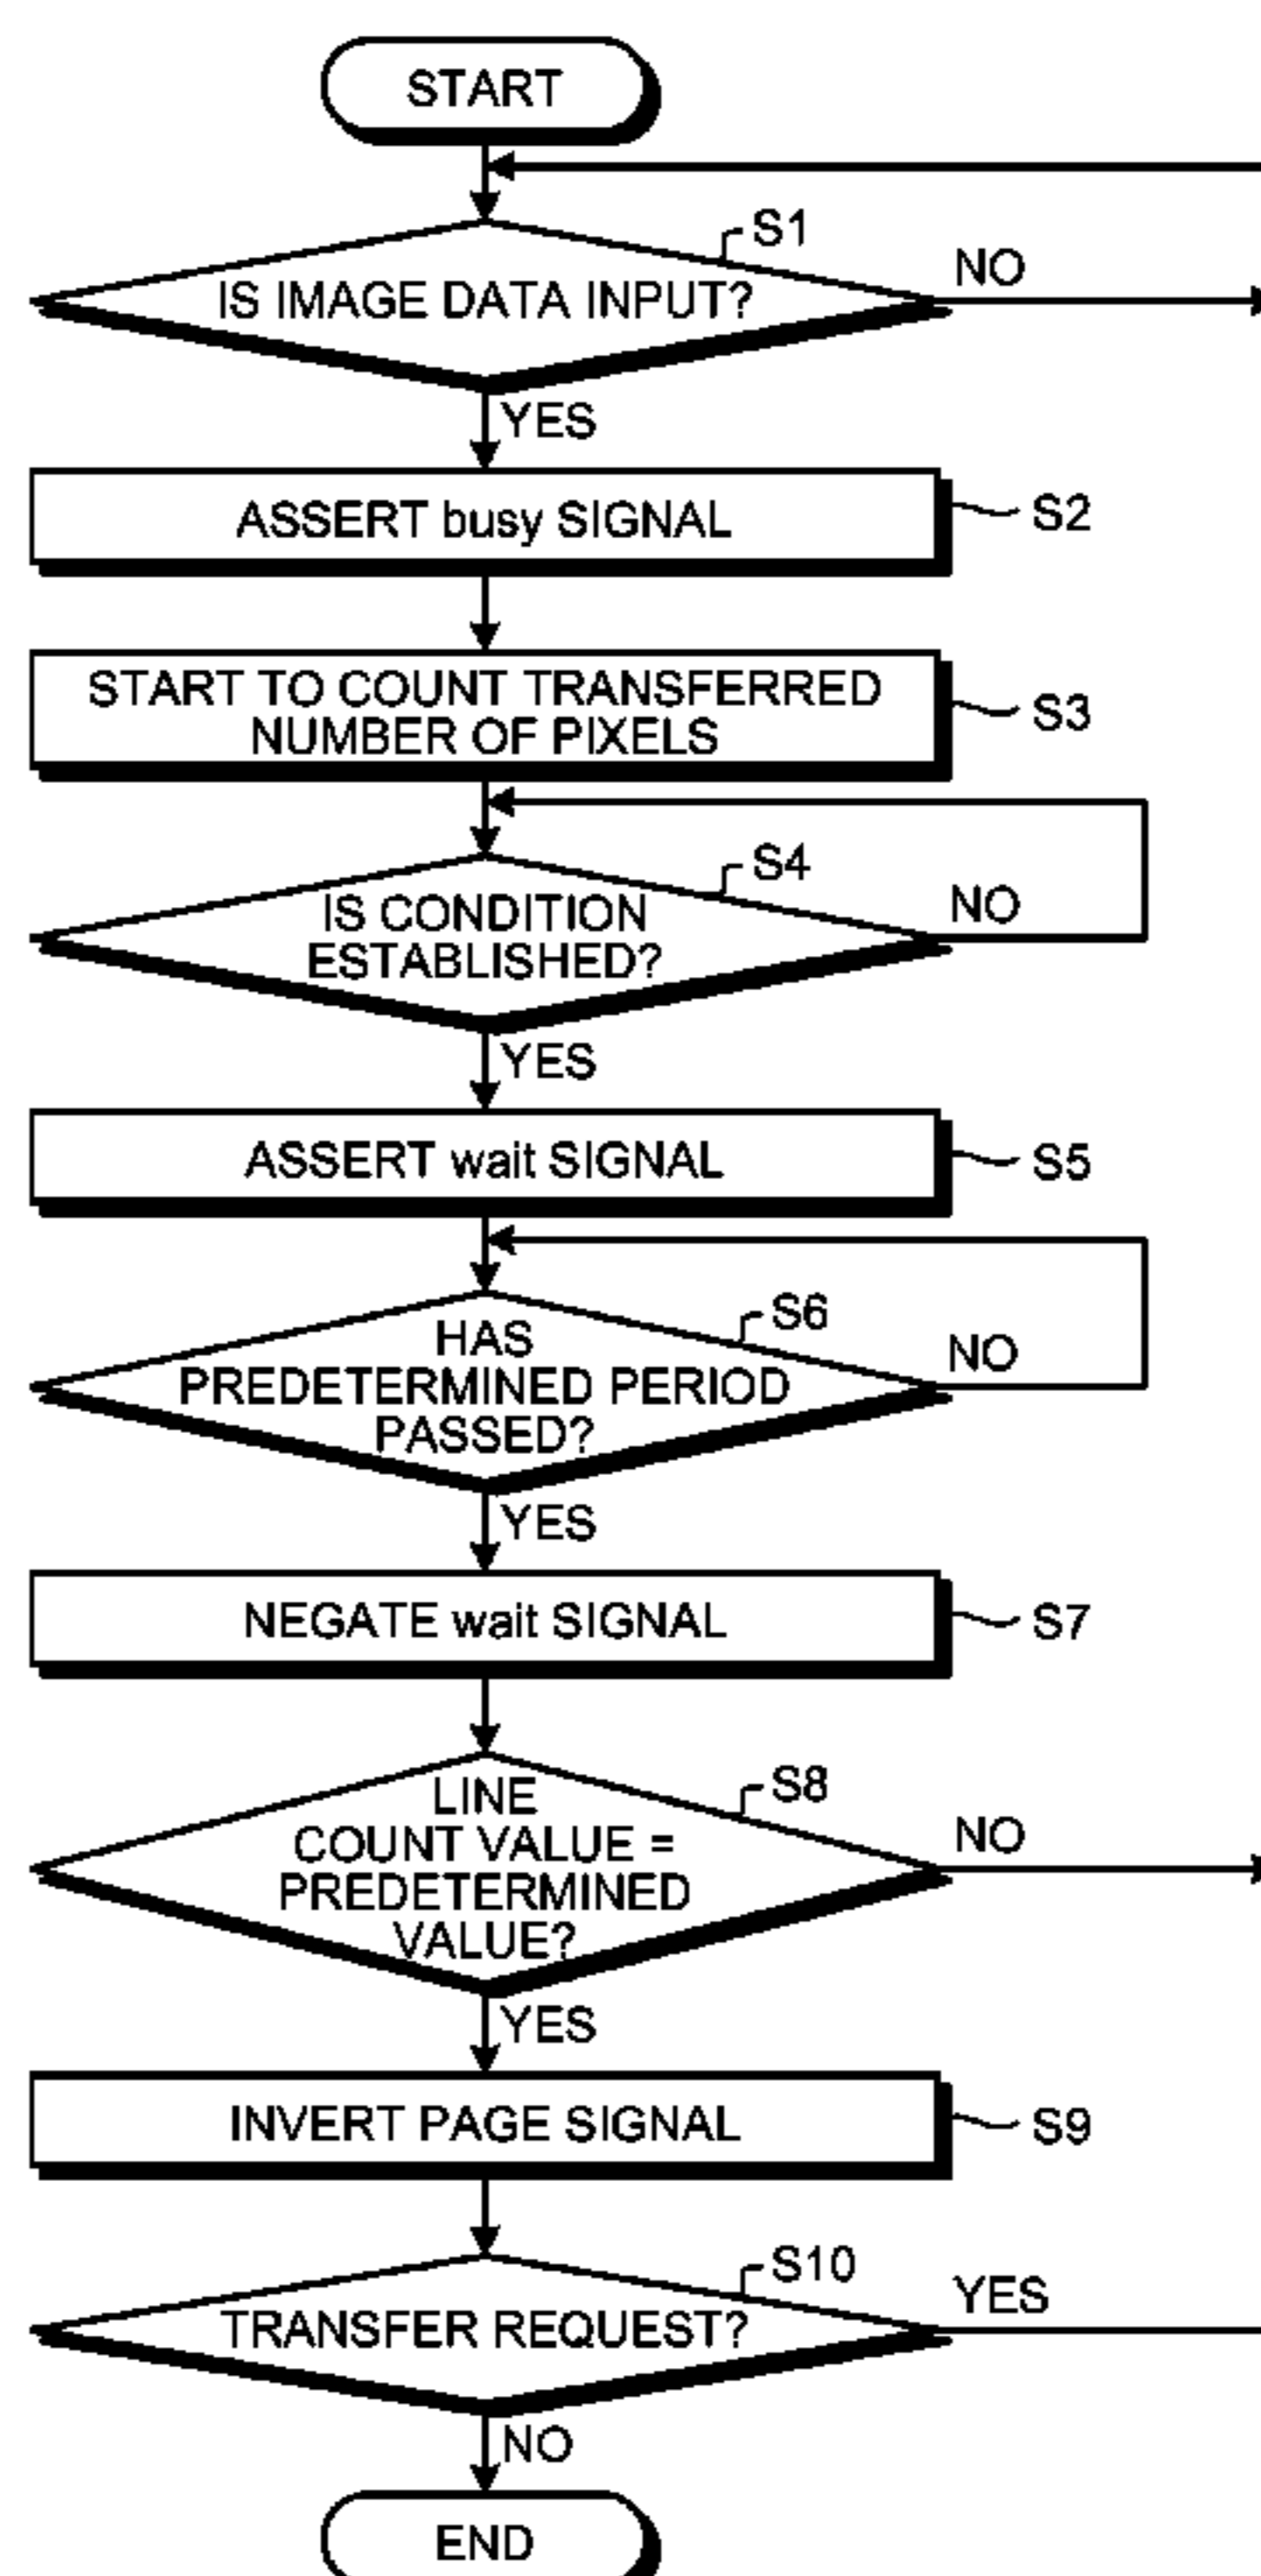 START
S1
IS IMAGE DATA INPUT?
NO
YES
ASSERT busy SIGNAL
S2
START TO COUNT TRANSFERRED
NUMBER OF PIXELS
S3
S4
IS CONDITION
ESTABLISHED?
NO
YES
ASSERT wait SIGNAL
S5
S6
HAS
PREDETERMINED PERIOD
PASSED?
NO
YES
NEGATE wait SIGNAL
S7
S8
LINE
COUNT VALUE =
PREDETERMINED
VALUE?
NO
YES
INVERT PAGE SIGNAL
S9
S10
TRANSFER REQUEST?
YES
NO
END